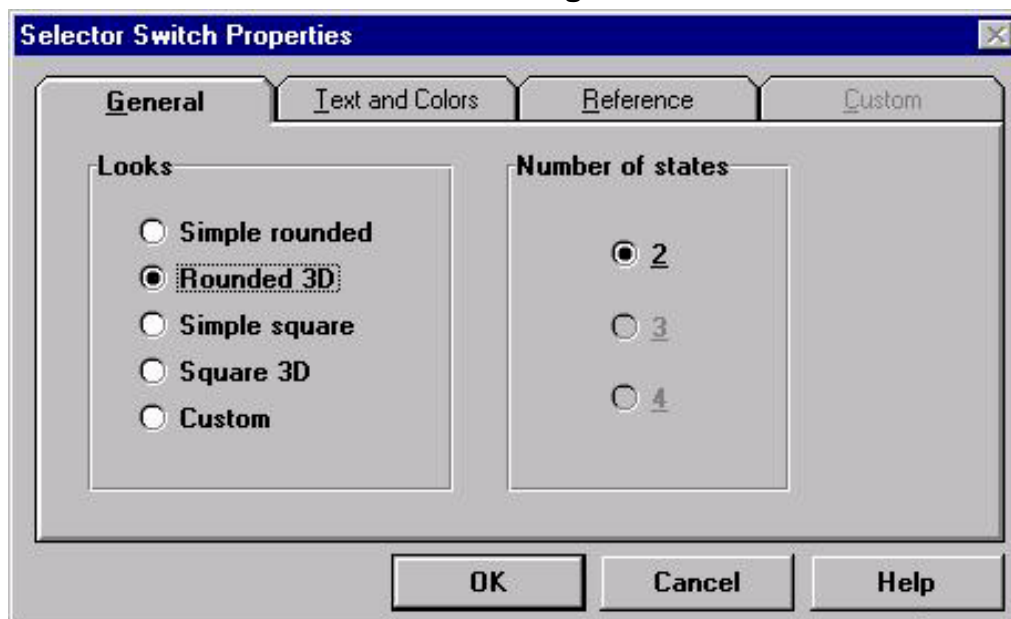 Selector Switch Properties
General Text and Colors Reference Custom
Looks
Simple rounded
Rounded 3D
Simple square
Square 3D
Custom
Number of states
2
3
4
OK Cancel Help